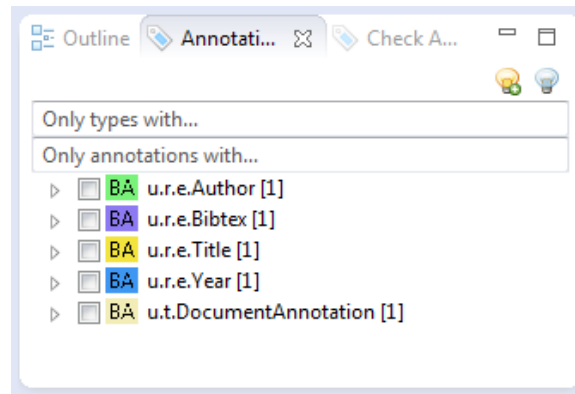 Outline Annotati... Check A...
Only types with...
Only annotations with...
BA u.r.e.Author [1]
BA u.r.e.Bibtex [1]
BA u.r.e.Title [1]
BA u.r.e.Year [1]
BA u.t.DocumentAnnotation [1]